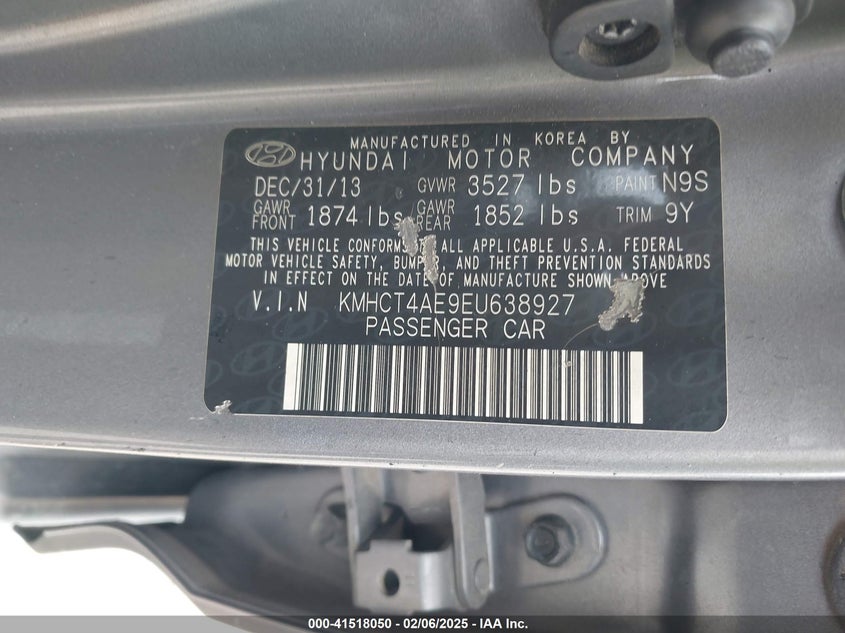 MANUFACTURED IN KOREA BY
HYUNDAI MOTOR COMPANY
DEC/31/13 GVWR 3527 lbs PAINT N9S
GAWR FRONT 1874 lbs GAWR REAR 1852 lbs TRIM 9Y
THIS VEHICLE CONFORMS ALL APPLICABLE U.S.A. FEDERAL
MOTOR VEHICLE SAFETY, AND THEFT PREVENTION STANDARDS
IN EFFECT ON THE DATE OF MANUFACTURE SHOWN ABOVE
V.I.N KMHCT4AE9EU638927
PASSENGER CAR
000-41518050 - 02/06/2025 - IAA Inc.